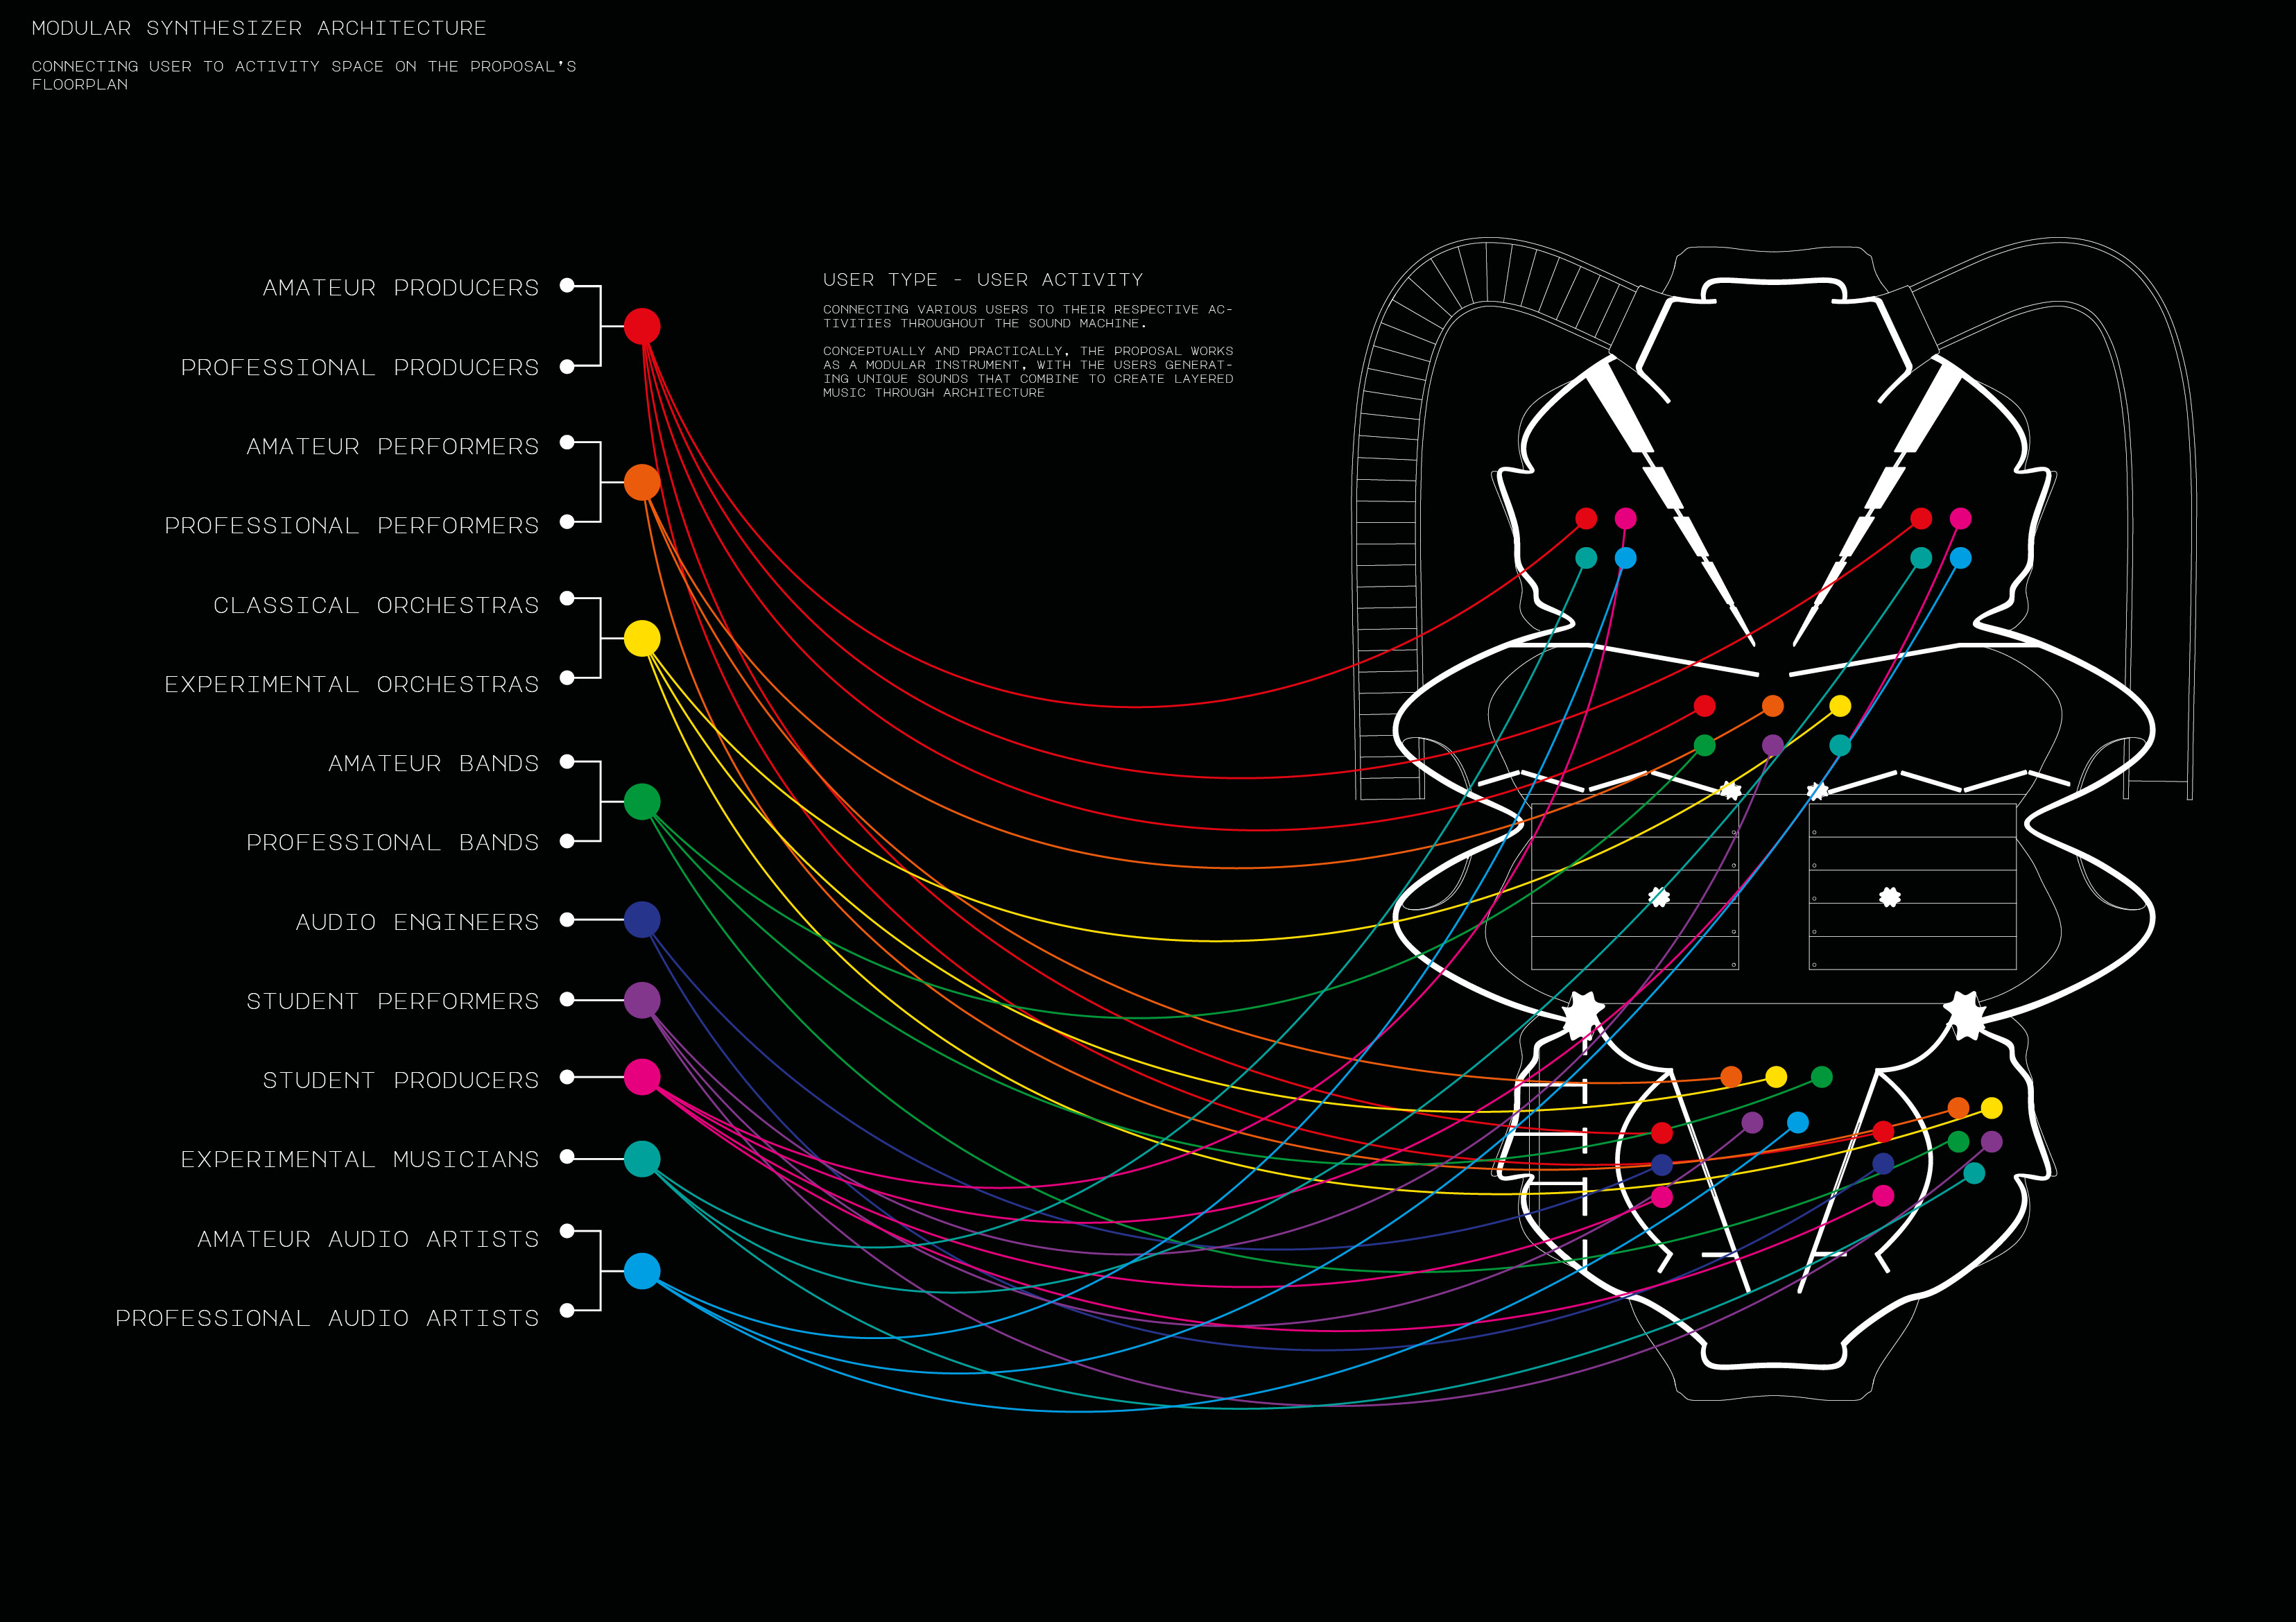 MODULAR SYNTHESIZER ARCHITECTURE
CONNECTING USER TO ACTIVITY SPACE ON THE PROPOSAL'S
FLOORPLAN
USER TYPE - USER ACTIVITY
CONNECTING VARIOUS USERS TO THEIR RESPECTIVE AC-
TIVITIES THROUGHOUT THE SOUND MACHINE.
CONCEPTUALLY AND PRACTICALLY, THE PROPOSAL WORKS
AS A MODULAR INSTRUMENT, WITH THE USERS GENERAT-
ING UNIQUE SOUNDS THAT COMBINE TO CREATE LAYERED
MUSIC THROUGH ARCHITECTURE
AMATEUR PRODUCERS
PROFESSIONAL PRODUCERS
AMATEUR PERFORMERS
PROFESSIONAL PERFORMERS
CLASSICAL ORCHESTRAS
EXPERIMENTAL ORCHESTRAS
AMATEUR BANDS
PROFESSIONAL BANDS
AUDIO ENGINEERS
STUDENT PERFORMERS
STUDENT PRODUCERS
EXPERIMENTAL MUSICIANS
AMATEUR AUDIO ARTISTS
PROFESSIONAL AUDIO ARTISTS